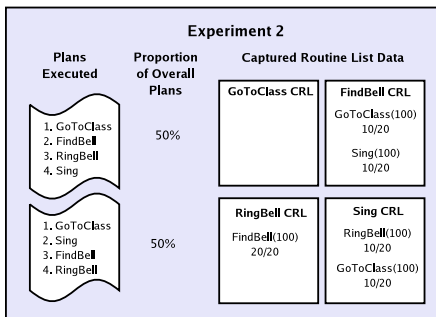 Experiment 2
Plans
Executed
Proportion
of Overall
Plans
Captured Routine List Data
1. GoToClass
2. FindBell
3. RingBell
4. Sing
50%
GoToClass CRL
FindBell CRL
GoToClass(100)
10/20
Sing(100)
10/20
1. GoToClass
2. Sing
3. FindBell
4. RingBell
50%
RingBell CRL
FindBell(100)
20/20
Sing CRL
RingBell(100)
10/20
GoToClass(100)
10/20